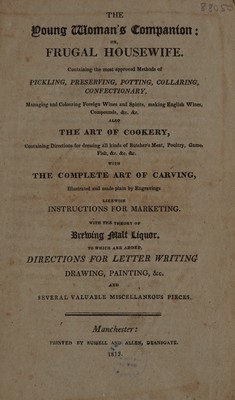 THE
Young Woman's Companion:
OR,
FRUGAL HOUSEWIFE.
Containing the most approved Methods of
PICKLING, PRESERVING, POTTING, COLLARING,
CONFECTIONARY,
Managing and Colouring Foreign Wines and Spirits, making English Wines,
Compounds, &c. &c.
ALSO
THE ART OF COOKERY,
Containing Directions for dressing all kinds of Butcher's Meat, Poultry, Game,
Fish, &c. &c. &c.
WITH
THE COMPLETE ART OF CARVING,
Illustrated and made plain by Engravings.
LIKEWISE
INSTRUCTIONS FOR MARKETING.
WITH THE THEORY OF
Brewing Malt Liquor.
TO WHICH ARE ADDED,
DIRECTIONS FOR LETTER WRITING
DRAWING, PAINTING, &c.
AND
SEVERAL VALUABLE MISCELLANEOUS PIECES.
Manchester:
PRINTED BY RUSSELL AND ALLEN, DEANSGATE.